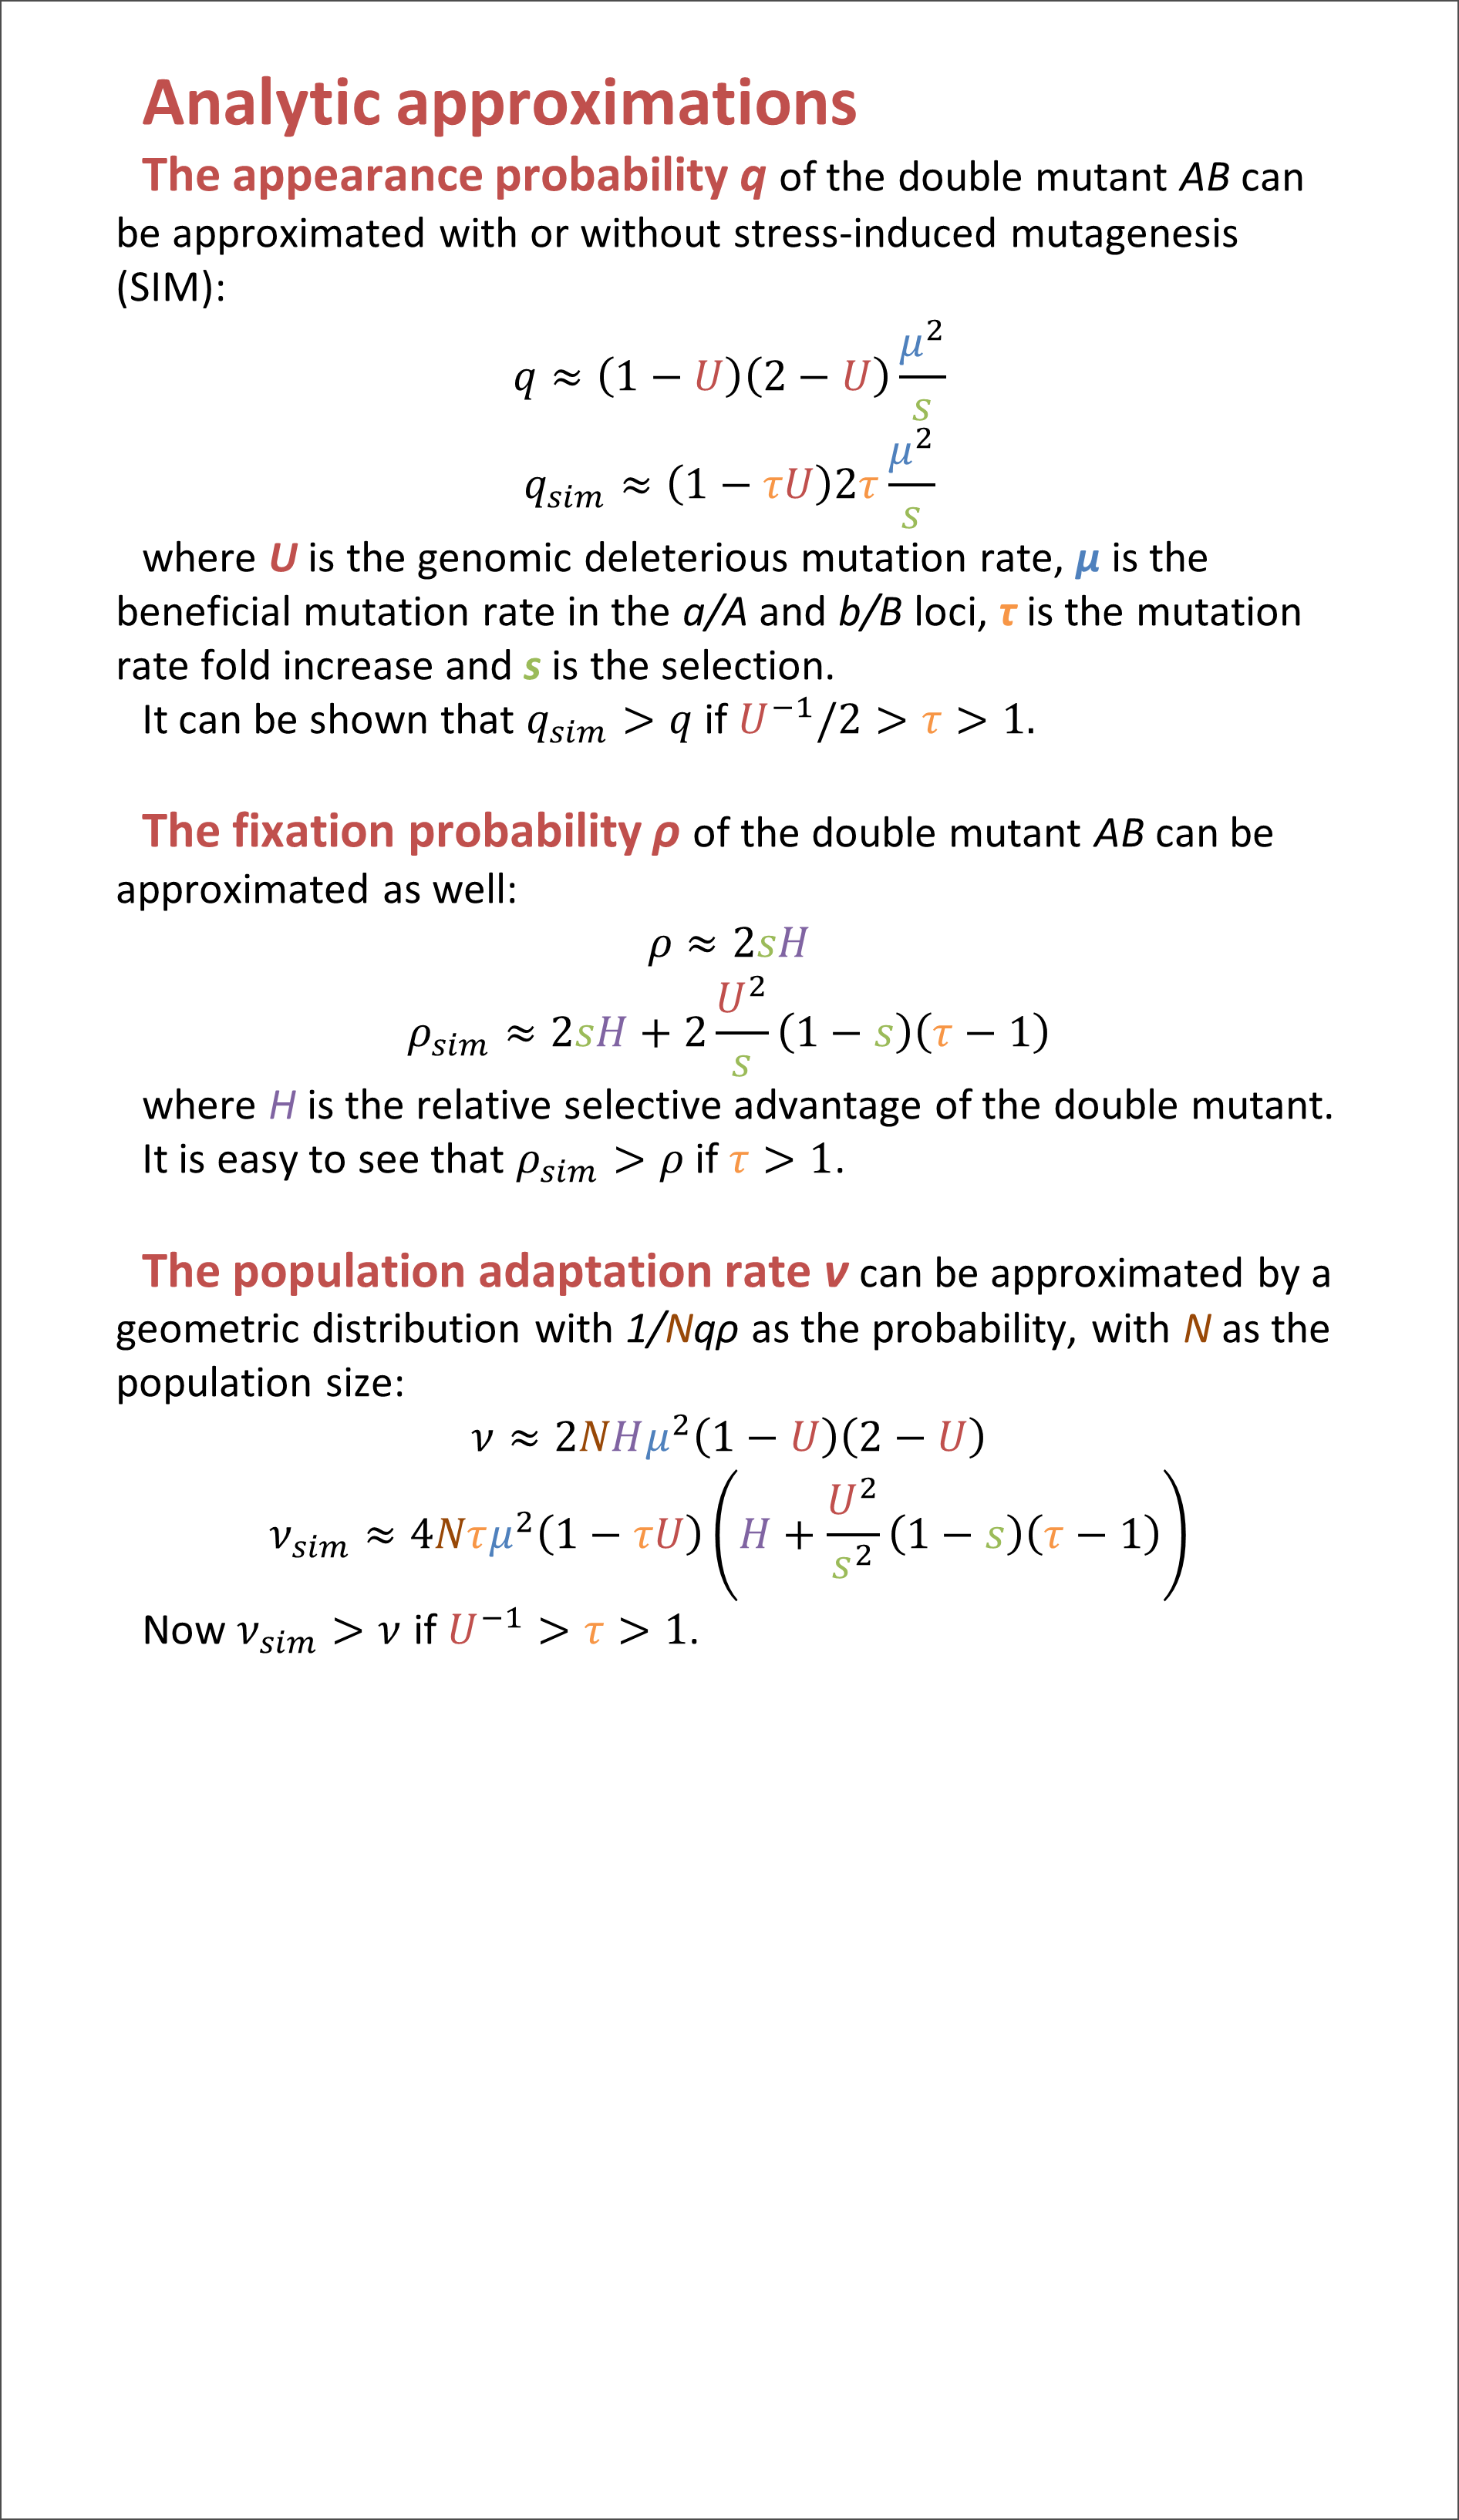 Analytic approximations
The appearance probability q of the double mutant AB can
be approximated with or without stress-induced mutagenesis
(SIM):
q ≈ (1 − U)(2 − U) μ²/s
q_sim ≈ (1 − τU)2τ μ²/s
where U is the genomic deleterious mutation rate, μ is the
beneficial mutation rate in the a/A and b/B loci, τ is the mutation
rate fold increase and s is the selection.
It can be shown that q_sim > q if U⁻¹/2 > τ > 1.
The fixation probability ρ of the double mutant AB can be
approximated as well:
ρ ≈ 2sH
ρ_sim ≈ 2sH + 2 U²/s (1 − s)(τ − 1)
where H is the relative selective advantage of the double mutant.
It is easy to see that ρ_sim > ρ if τ > 1.
The population adaptation rate ν can be approximated by a
geometric distribution with 1/Nqρ as the probability, with N as the
population size:
ν ≈ 2NHμ²(1 − U)(2 − U)
ν_sim ≈ 4Nτμ²(1 − τU)(H + U²/s² (1 − s)(τ − 1))
Now ν_sim > ν if U⁻¹ > τ > 1.